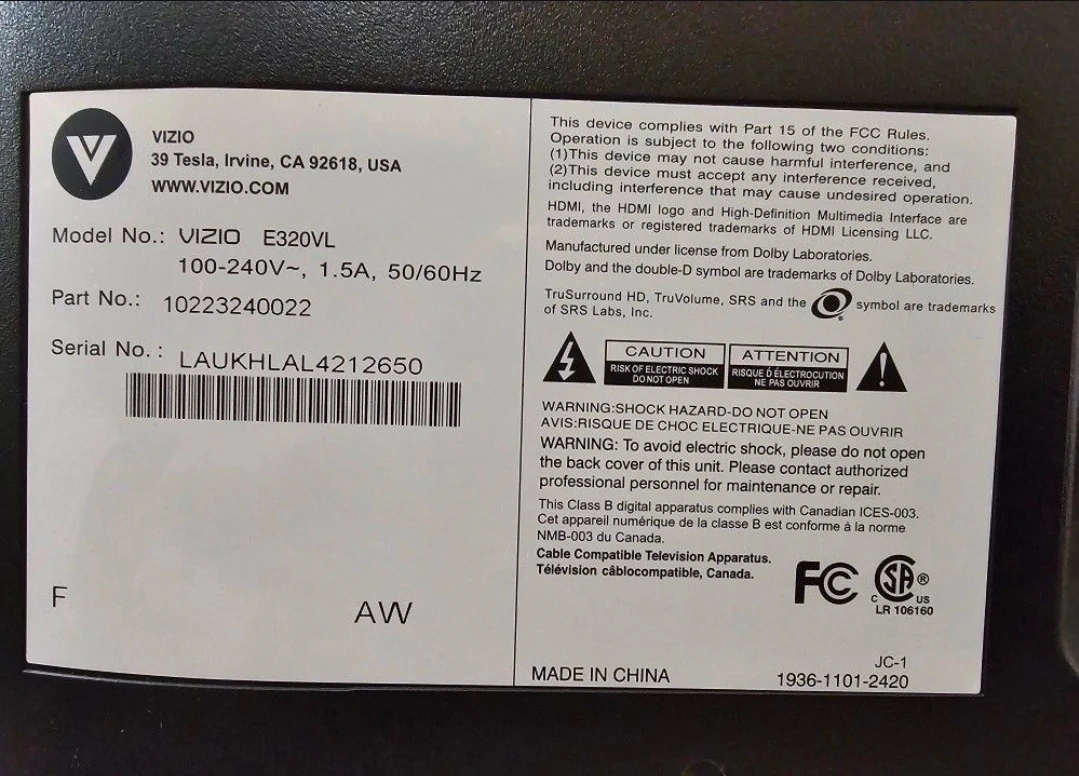 VIZIO
39 Tesla, Irvine, CA 92618, USA
WWW.VIZIO.COM
Model No.: VIZIO E320VL
100-240V~, 1.5A, 50/60Hz
Part No.: 10223240022
Serial No. : LAUKHLAL4212650
F
AW
This device complies with Part 15 of the FCC Rules.
Operation is subject to the following two conditions:
(1)This device may not cause harmful interference, and
(2)This device must accept any interference received,
including interference that may cause undesired operation.
HDMI, the HDMI logo and High-Definition Multimedia Interface are
trademarks or registered trademarks of HDMI Licensing LLC.
Manufactured under license from Dolby Laboratories.
Dolby and the double-D symbol are trademarks of Dolby Laboratories.
TruSurround HD, TruVolume, SRS and the ® symbol are trademarks
of SRS Labs, Inc.
CAUTION
RISK OF ELECTRIC SHOCK
DO NOT OPEN
ATTENTION
RISQUE D ÉLECTROCUTION
NE PAS OUVRIR
!
WARNING:SHOCK HAZARD-DO NOT OPEN
AVIS:RISQUE DE CHOC ELECTRIQUE-NE PAS OUVRIR
WARNING: To avoid electric shock, please do not open
the back cover of this unit. Please contact authorized
professional personnel for maintenance or repair.
This Class B digital apparatus complies with Canadian ICES-003.
Cet appareil numérique de la classe B est conforme à la norme
NMB-003 du Canada.
Cable Compatible Television Apparatus.
Télévision câblocompatible, Canada.
FC
C SA ® US
LR 106160
MADE IN CHINA
JC-1
1936-1101-2420